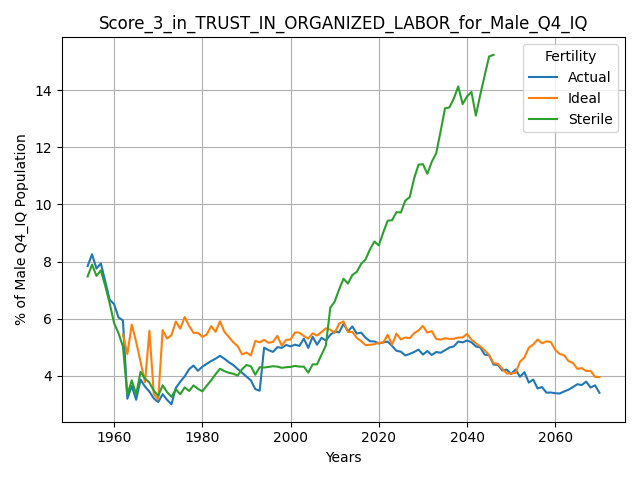 Score_3_in_TRUST_IN_ORGANIZED_LABOR_for_Male_Q4_IQ
% of Male Q4_IQ Population
14
12
10
8
6
4
Fertility
Actual
Ideal
Sterile
1960
1980
2000
2020
2040
2060
Years